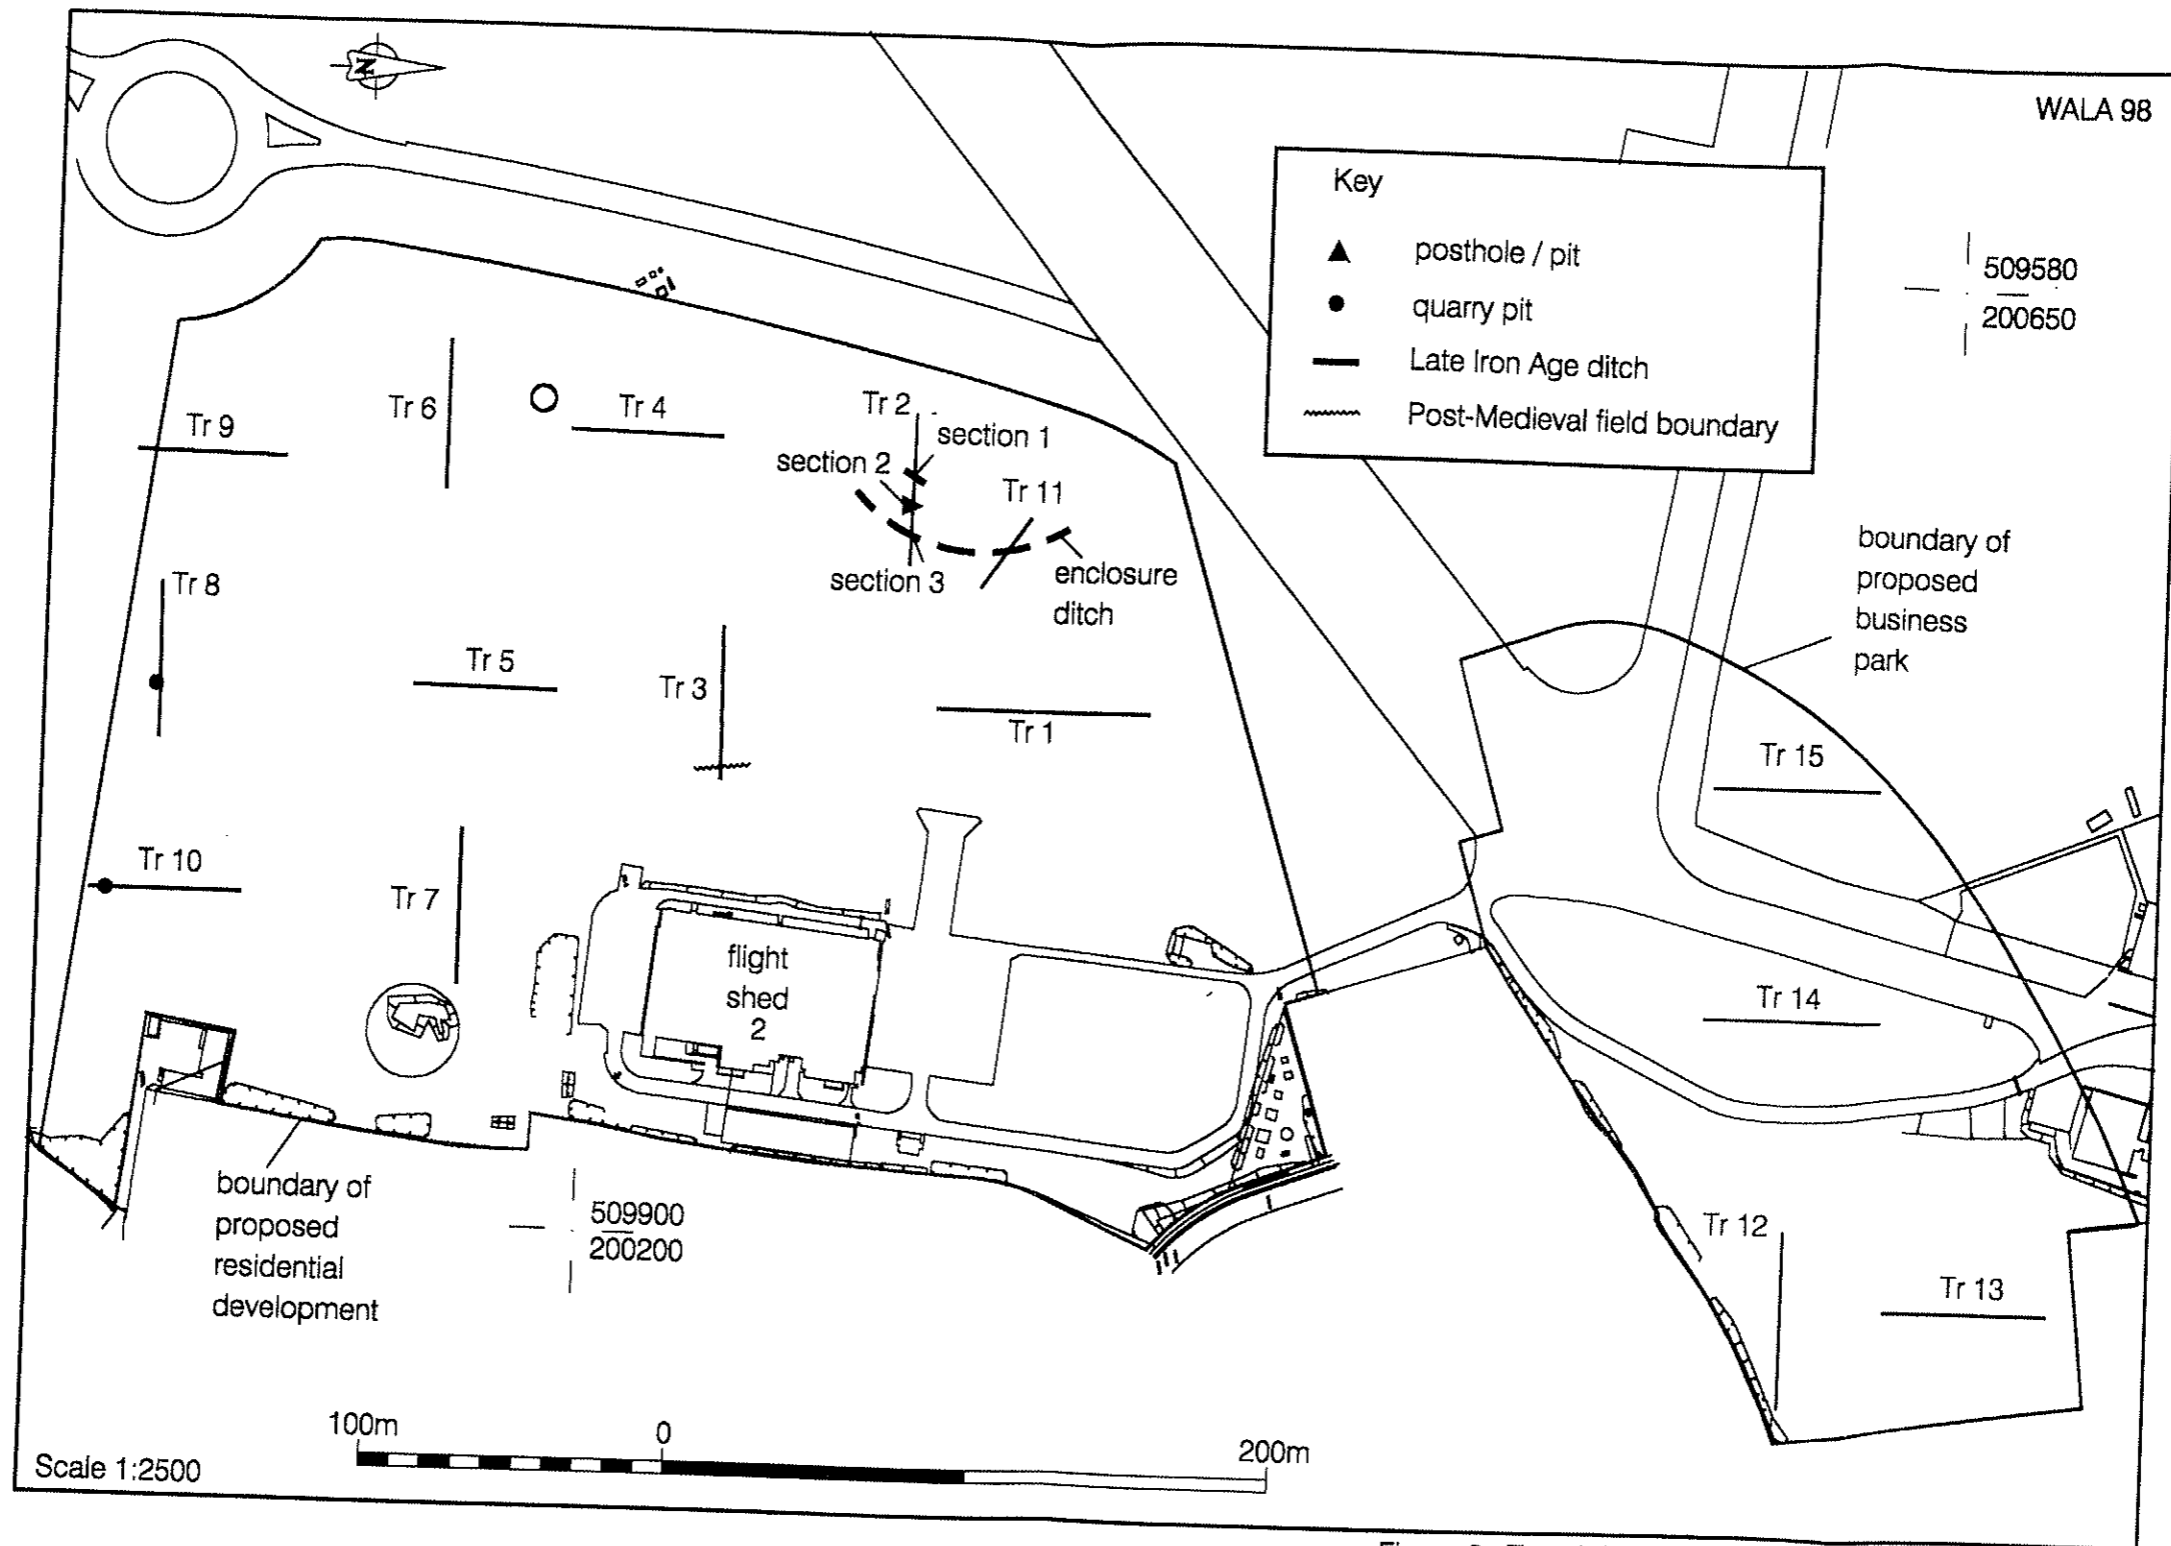 WALA 98
N
Key
posthole / pit
quarry pit
Late Iron Age ditch
Post-Medieval field boundary
509580
200650
Tr 9
Tr 6
Tr 4
Tr 2
section 1
section 2
Tr 11
section 3
enclosure
ditch
Tr 8
Tr 5
Tr 3
Tr 1
boundary of
proposed
business
park
Tr 15
Tr 10
Tr 7
flight
shed
2
Tr 14
boundary of
proposed
residential
development
509900
200200
Tr 12
Tr 13
100m
0
200m
Scale 1:2500